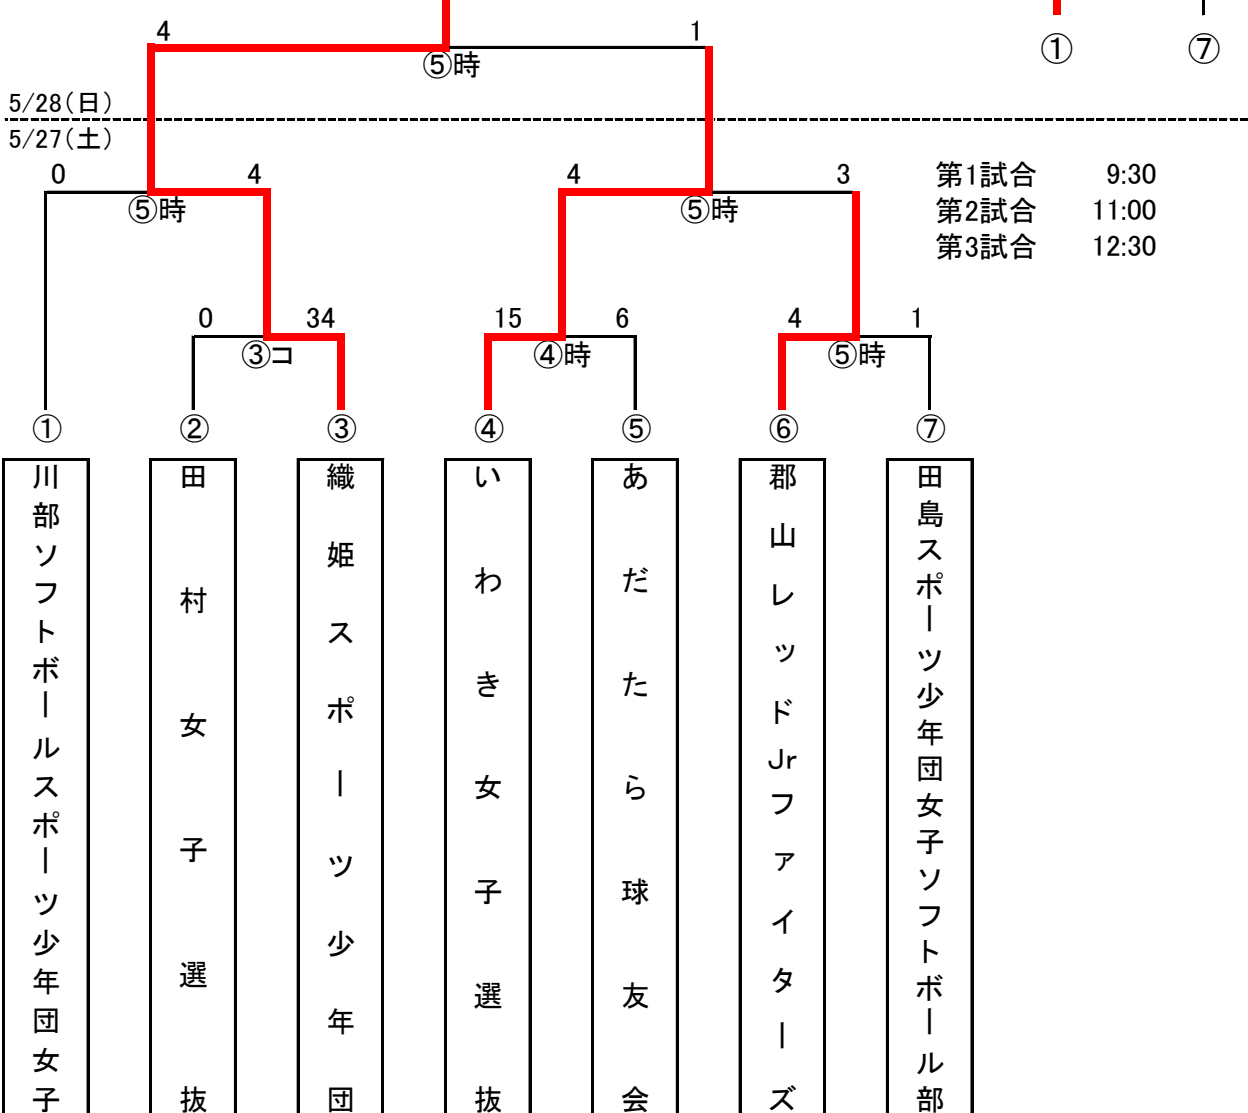 4 1 ① ⑦
⑤時
5/28(日)
5/27(土)
0 4 4 3 第1試合 9:30
⑤時 ⑤時 第2試合 11:00
第3試合 12:30
0 34 15 6 4 1
③コ ④時 ⑤時
① ② ③ ④ ⑤ ⑥ ⑦
川部ソフトボールスポーツ少年団女子
田村女子選抜
織姫スポーツ少年団
いわき女子選抜
あだたら球友会
郡山レッドJrファイターズ
田島スポーツ少年団女子ソフトボール部